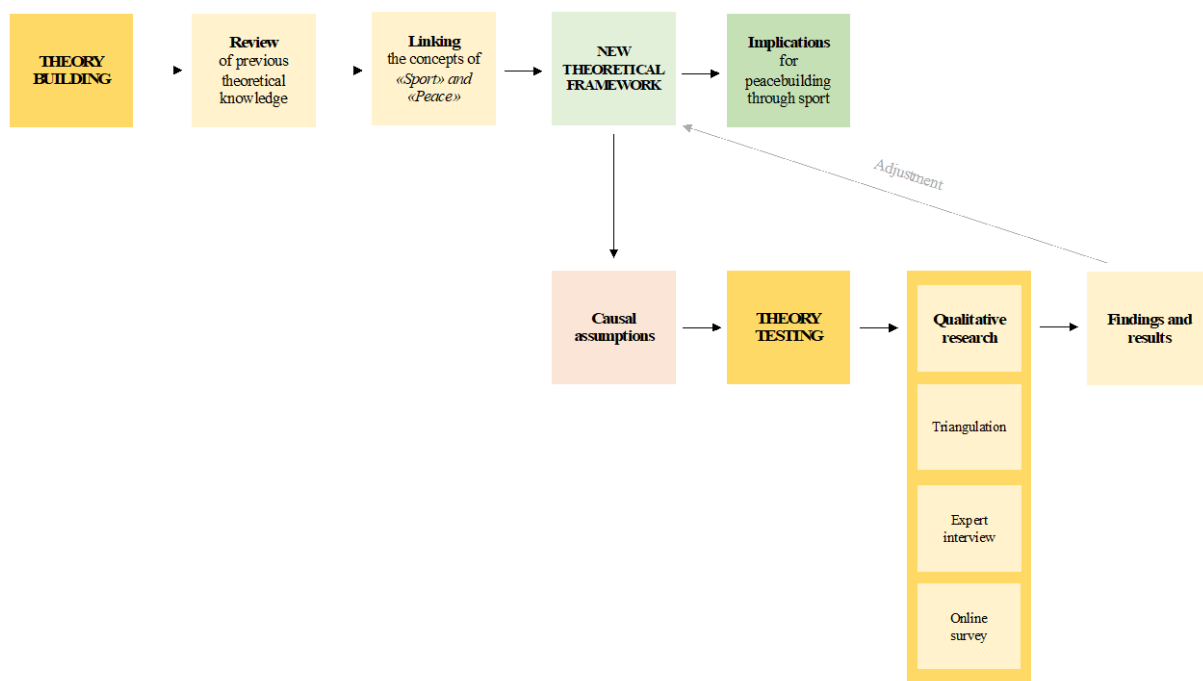 THEORY
BUILDING
Review
of previous
theoretical
knowledge
Linking
the concepts of
«Sport» and
«Peace»
NEW
THEORETICAL
FRAMEWORK
Implications
for
peacebuilding
through sport
Adjustment
Causal
assumptions
THEORY
TESTING
Qualitative
research
Triangulation
Expert
interview
Online
survey
Findings and
results